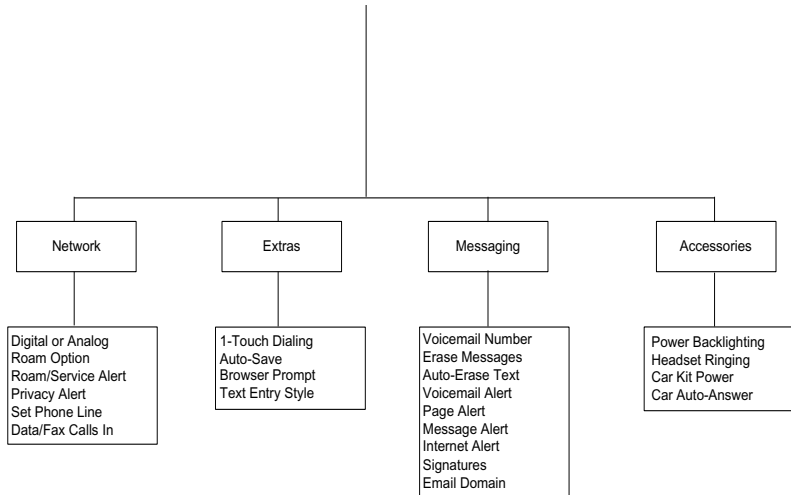 Network
Extras
Messaging
Accessories
Digital or Analog
Roam Option
Roam/Service Alert
Privacy Alert
Set Phone Line
Data/Fax Calls In
1-Touch Dialing
Auto-Save
Browser Prompt
Text Entry Style
Voicemail Number
Erase Messages
Auto-Erase Text
Voicemail Alert
Page Alert
Message Alert
Internet Alert
Signatures
Email Domain
Power Backlighting
Headset Ringing
Car Kit Power
Car Auto-Answer